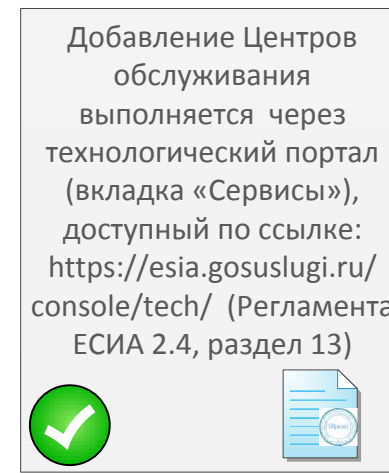 Добавление Центров
обслуживания
выполняется через
технологический портал
(вкладка «Сервисы»),
доступный по ссылке:
https://esia.gosuslugi.ru/
console/tech/ (Регламента
ЕСИА 2.4, раздел 13)
Образец